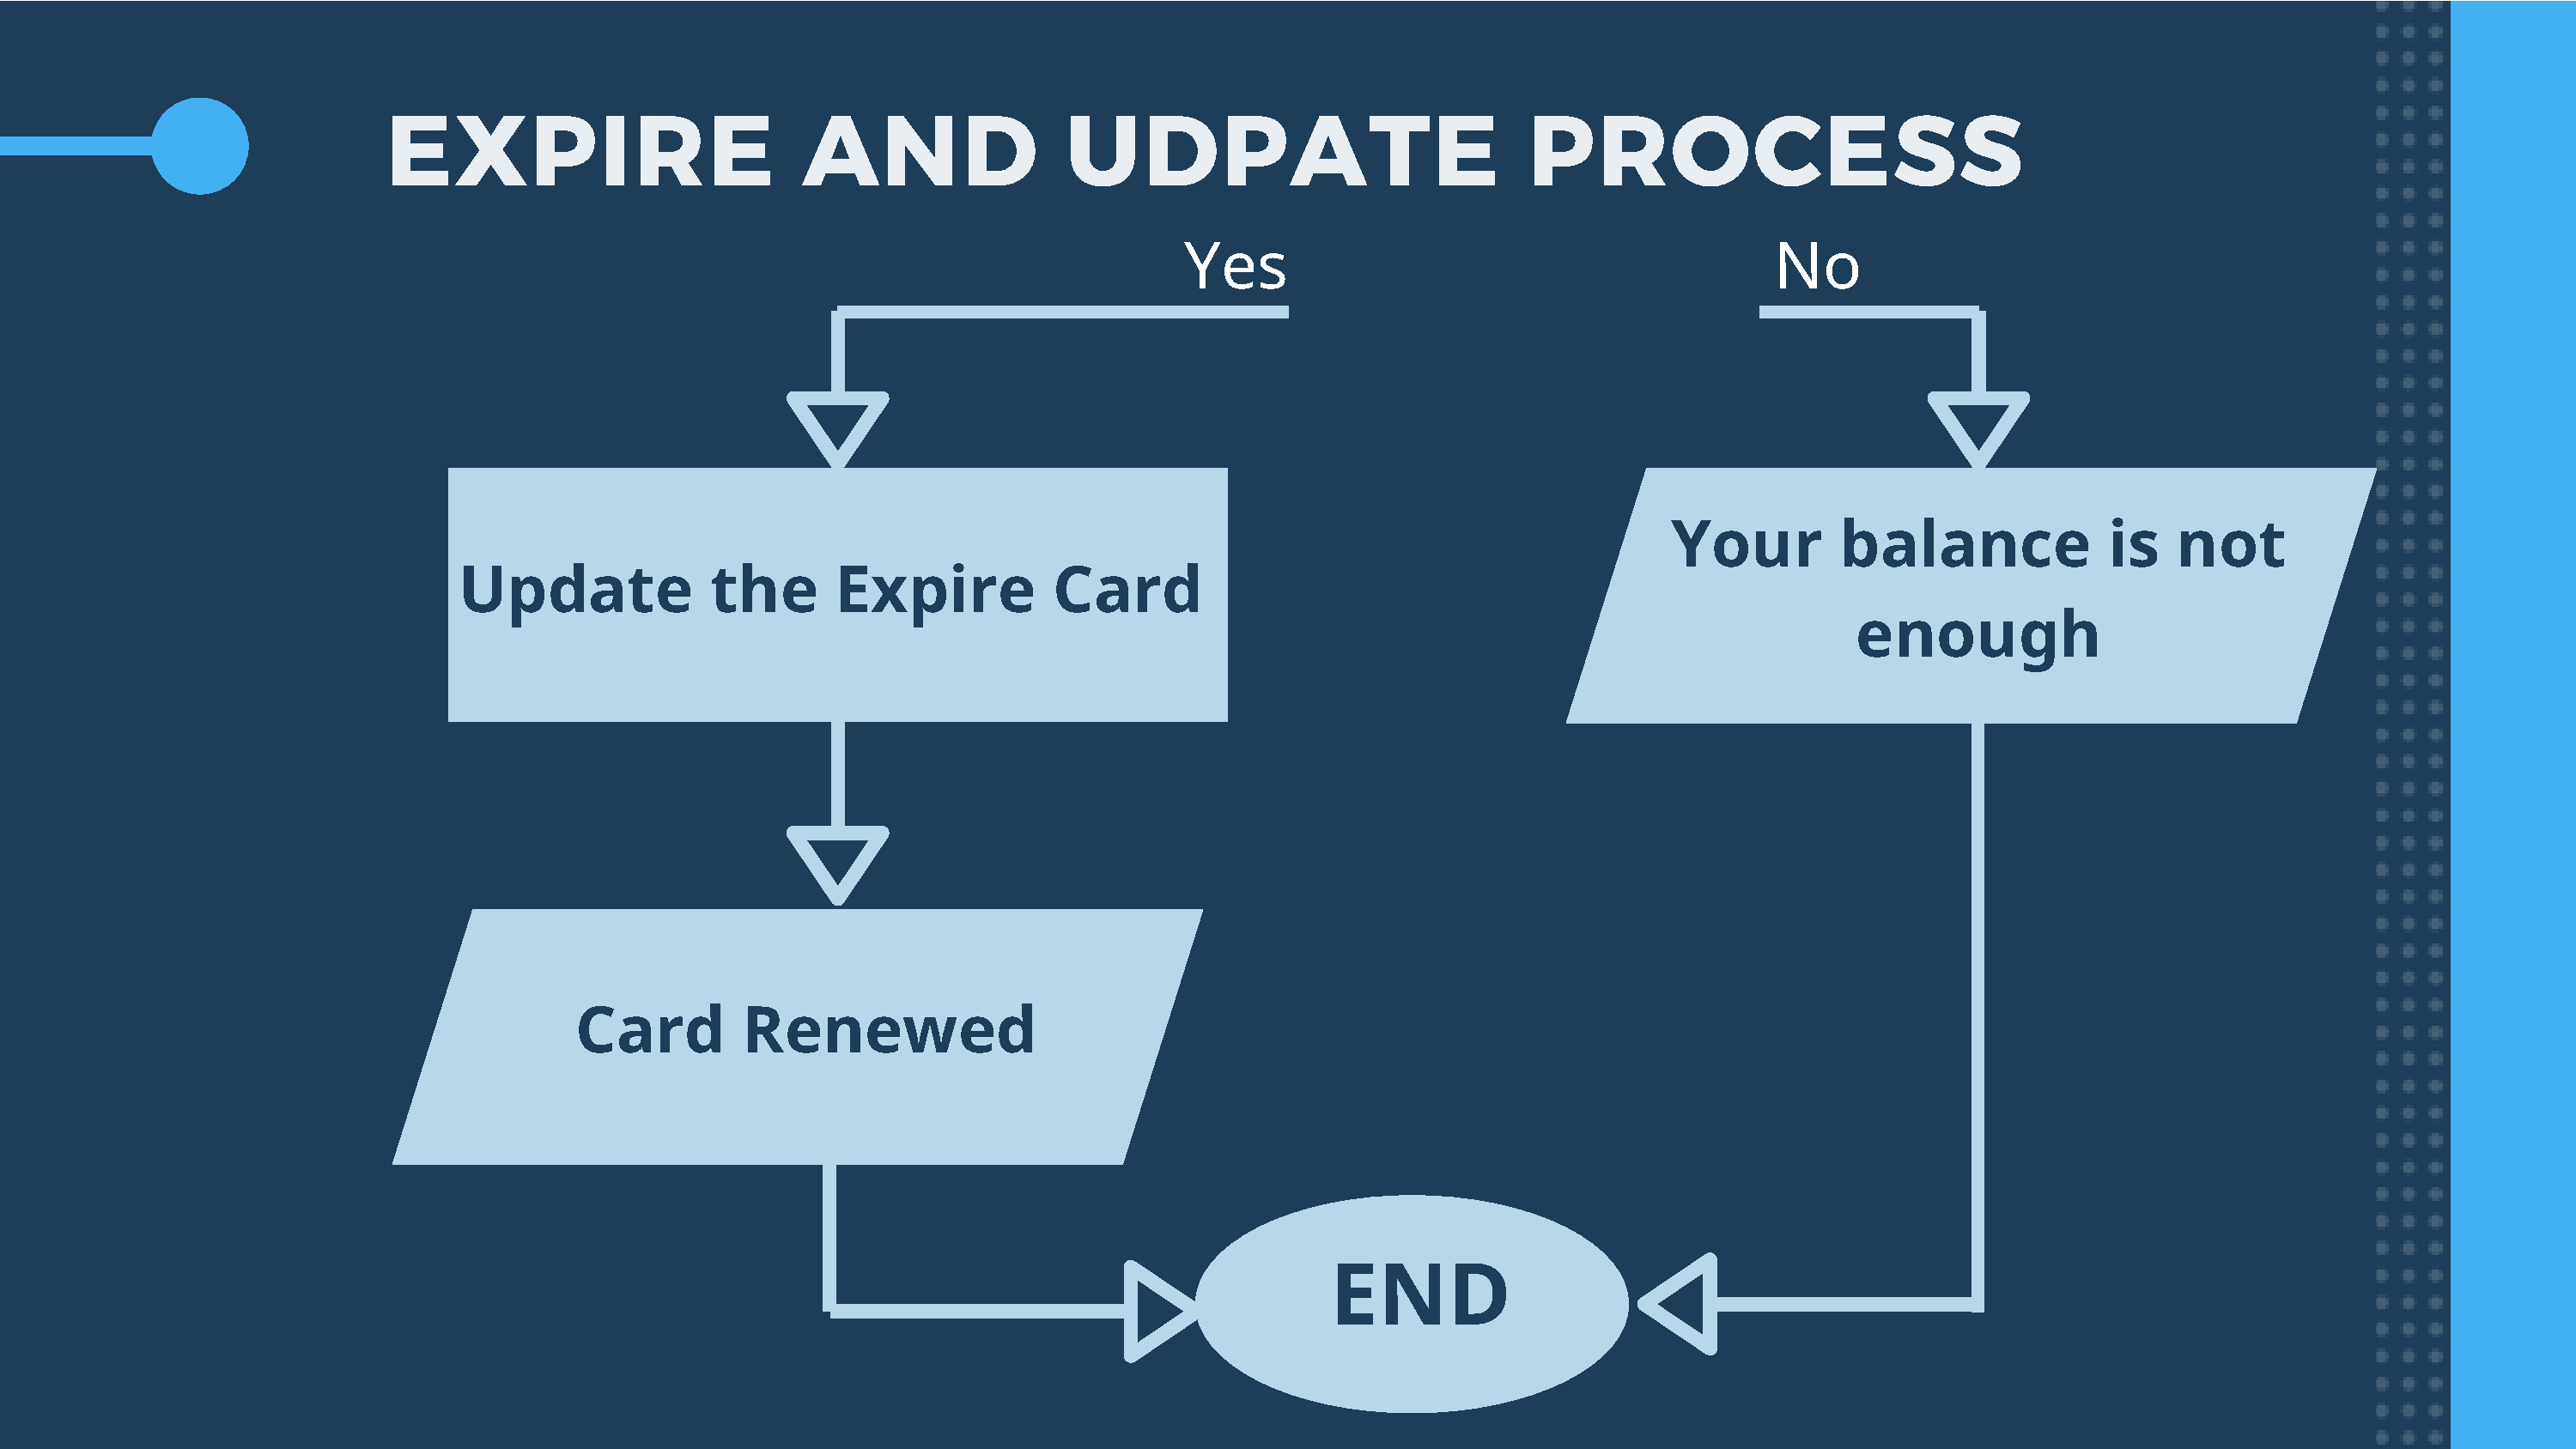 EXPIRE AND UDPATE PROCESS
Yes
No
Update the Expire Card
Your balance is not
enough
Card Renewed
END